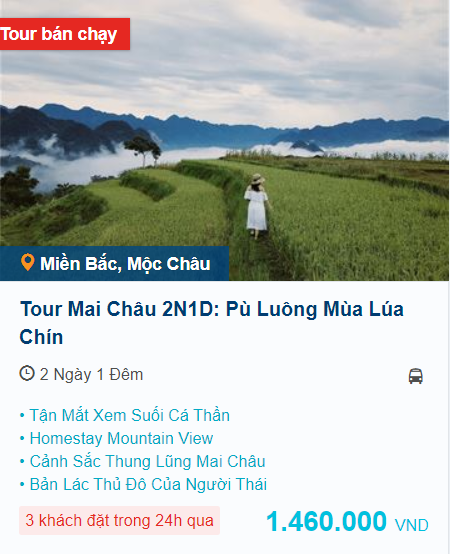 Tour bán chạy
Miền Bắc, Mộc Châu
Tour Mai Châu 2N1D: Pù Luông Mùa Lúa
Chín
2 Ngày 1 Đêm
• Tận Mắt Xem Suối Cá Thần
• Homestay Mountain View
• Cảnh Sắc Thung Lũng Mai Châu
• Bản Lác Thủ Đô Của Người Thái
3 khách đặt trong 24h qua
1.460.000 VND